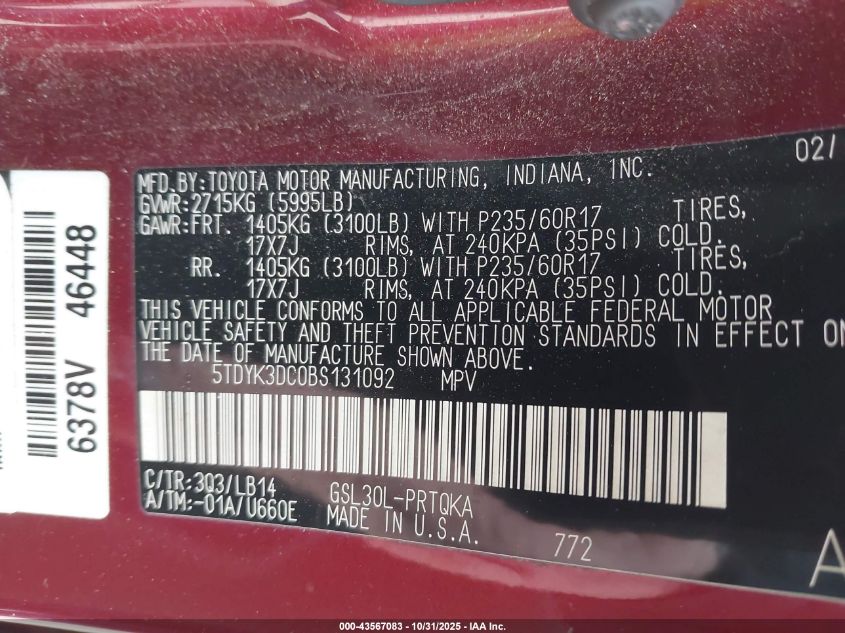 02/
MFD.BY:TOYOTA MOTOR MANUFACTURING, INDIANA, INC.
GVWR:2715KG (5995LB)
GAWR:FRT. 1405KG (3100LB) WITH P235/60R17 TIRES,
17X7J RIMS, AT 240KPA (35PSI) COLD.
RR. 1405KG (3100LB) WITH P235/60R17 TIRES,
17X7J RIMS, AT 240KPA (35PSI) COLD.
THIS VEHICLE CONFORMS TO ALL APPLICABLE FEDERAL MOTOR
VEHICLE SAFETY AND THEFT PREVENTION STANDARDS IN EFFECT ON
THE DATE OF MANUFACTURE SHOWN ABOVE.
5TDYK3DC0BS131092 MPV
C/TR:3Q3/LB14 GSL30L-PRTQKA
A/TM:-01A/U660E MADE IN U.S.A.
772
A
6378V 46448
000-43567083 - 10/31/2025 - IAA Inc.